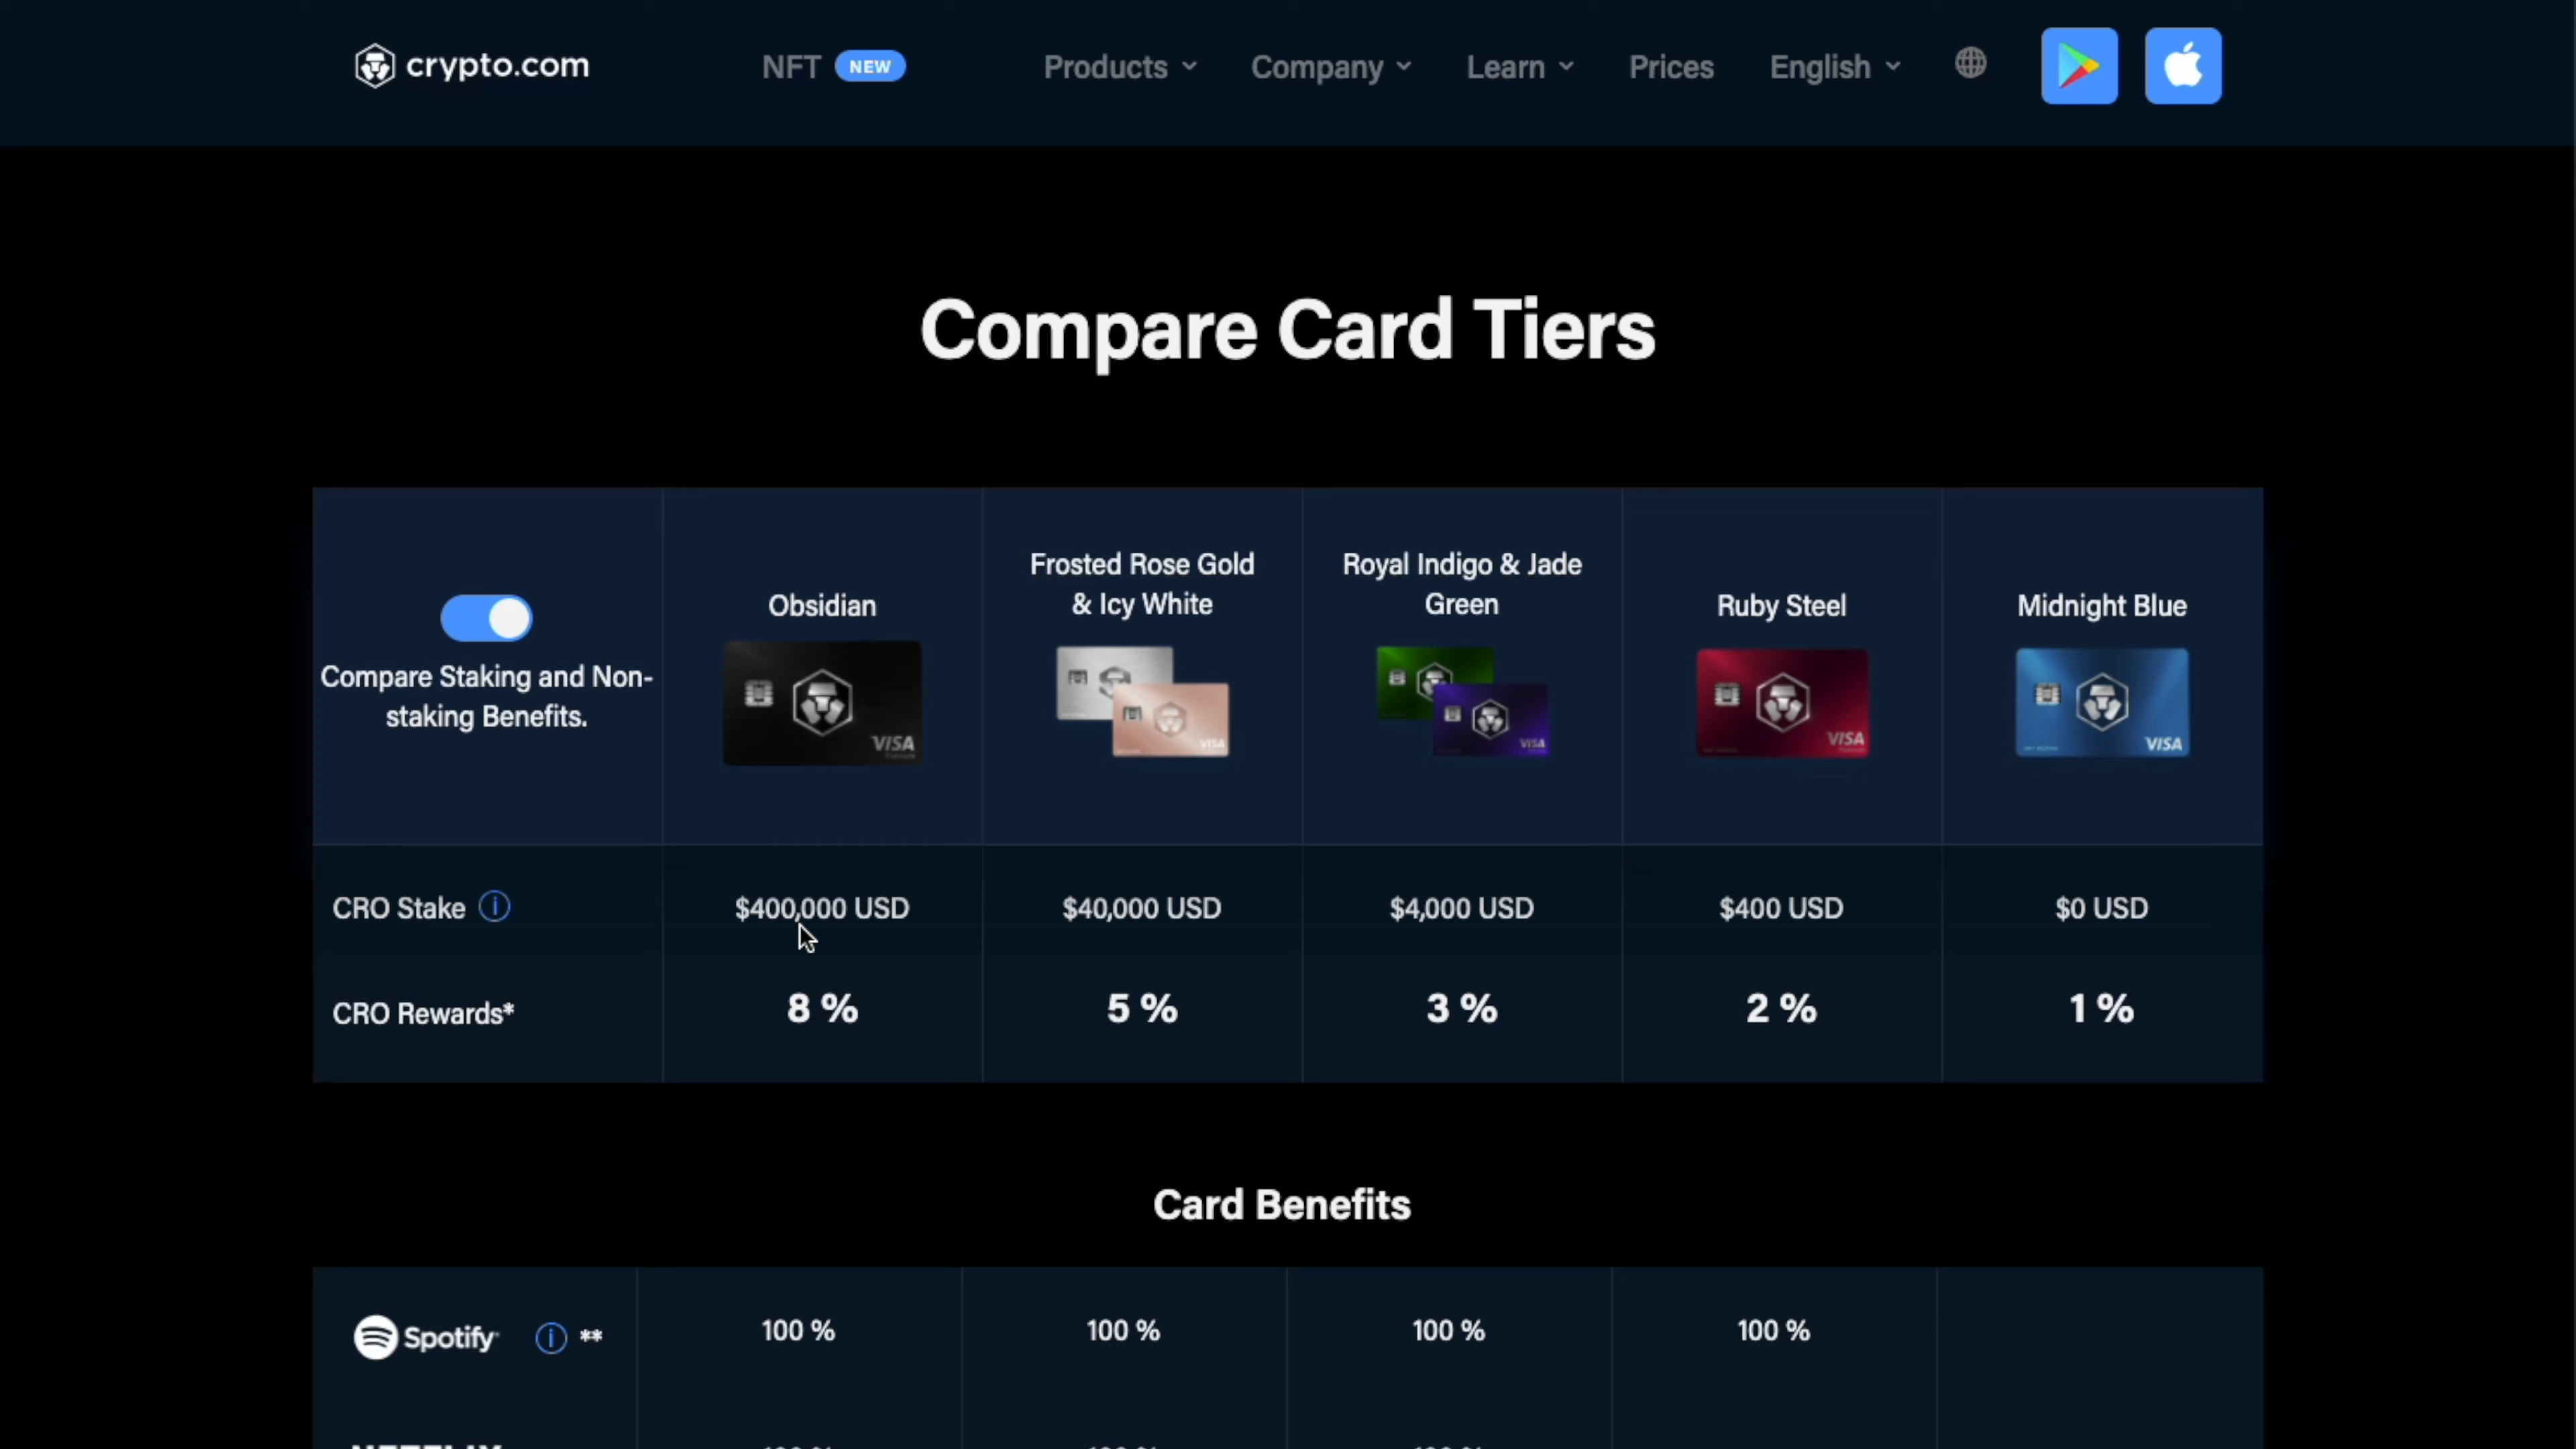 crypto.com NFT NEW Products Company Learn Prices English
Compare Card Tiers
Compare Staking and Non-
staking Benefits.
Obsidian
Frosted Rose Gold
& Icy White
Royal Indigo & Jade
Green
Ruby Steel
Midnight Blue
VISA
VISA
VISA
VISA
VISA
CRO Stake $400,000 USD $40,000 USD $4,000 USD $400 USD $0 USD
CRO Rewards* 8 % 5 % 3 % 2 % 1 %
Card Benefits
Spotify ** 100 % 100 % 100 % 100 %